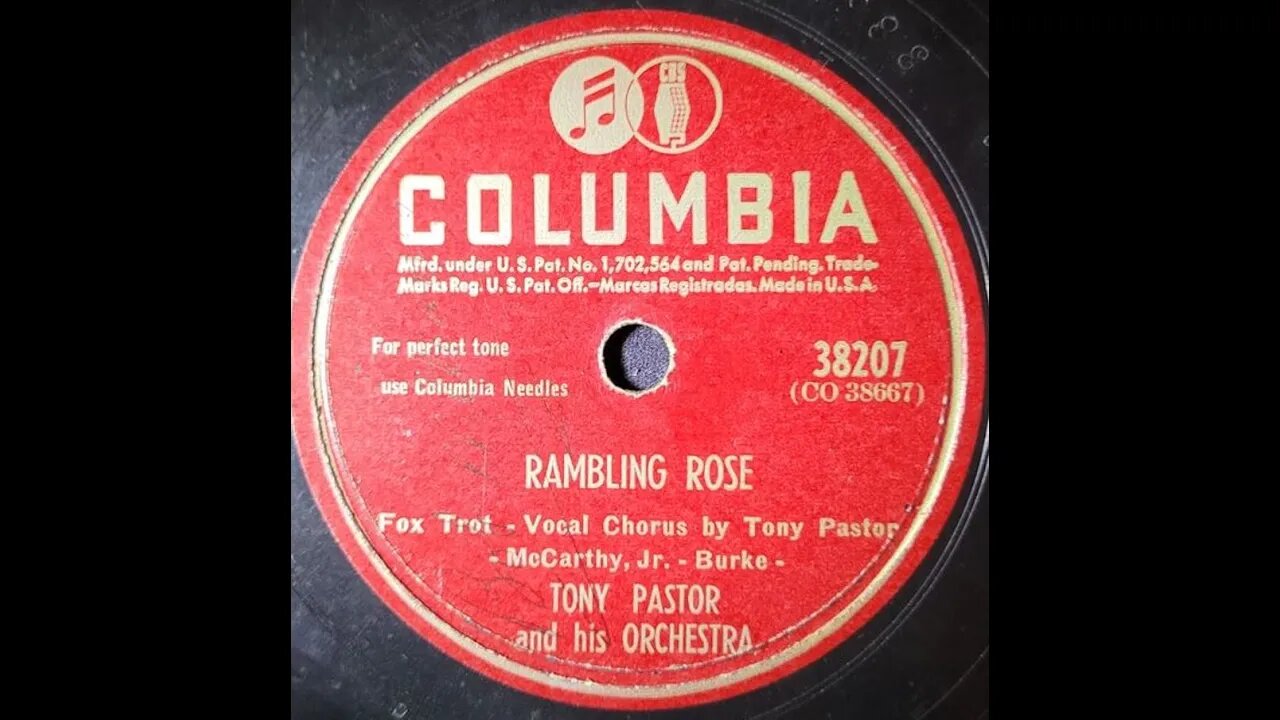 CBS
COLUMBIA
Mfrd. under U. S. Pat. No. 1,702,564 and Pat. Pending. Trade-
Marks Reg. U. S. Pat. Off.—Marcas Registradas. Made in U. S. A.
For perfect tone
use Columbia Needles
38207
(CO 38667)
RAMBLING ROSE
Fox Trot - Vocal Chorus by Tony Pastor
- McCarthy, Jr. - Burke -
TONY PASTOR
and his ORCHESTRA